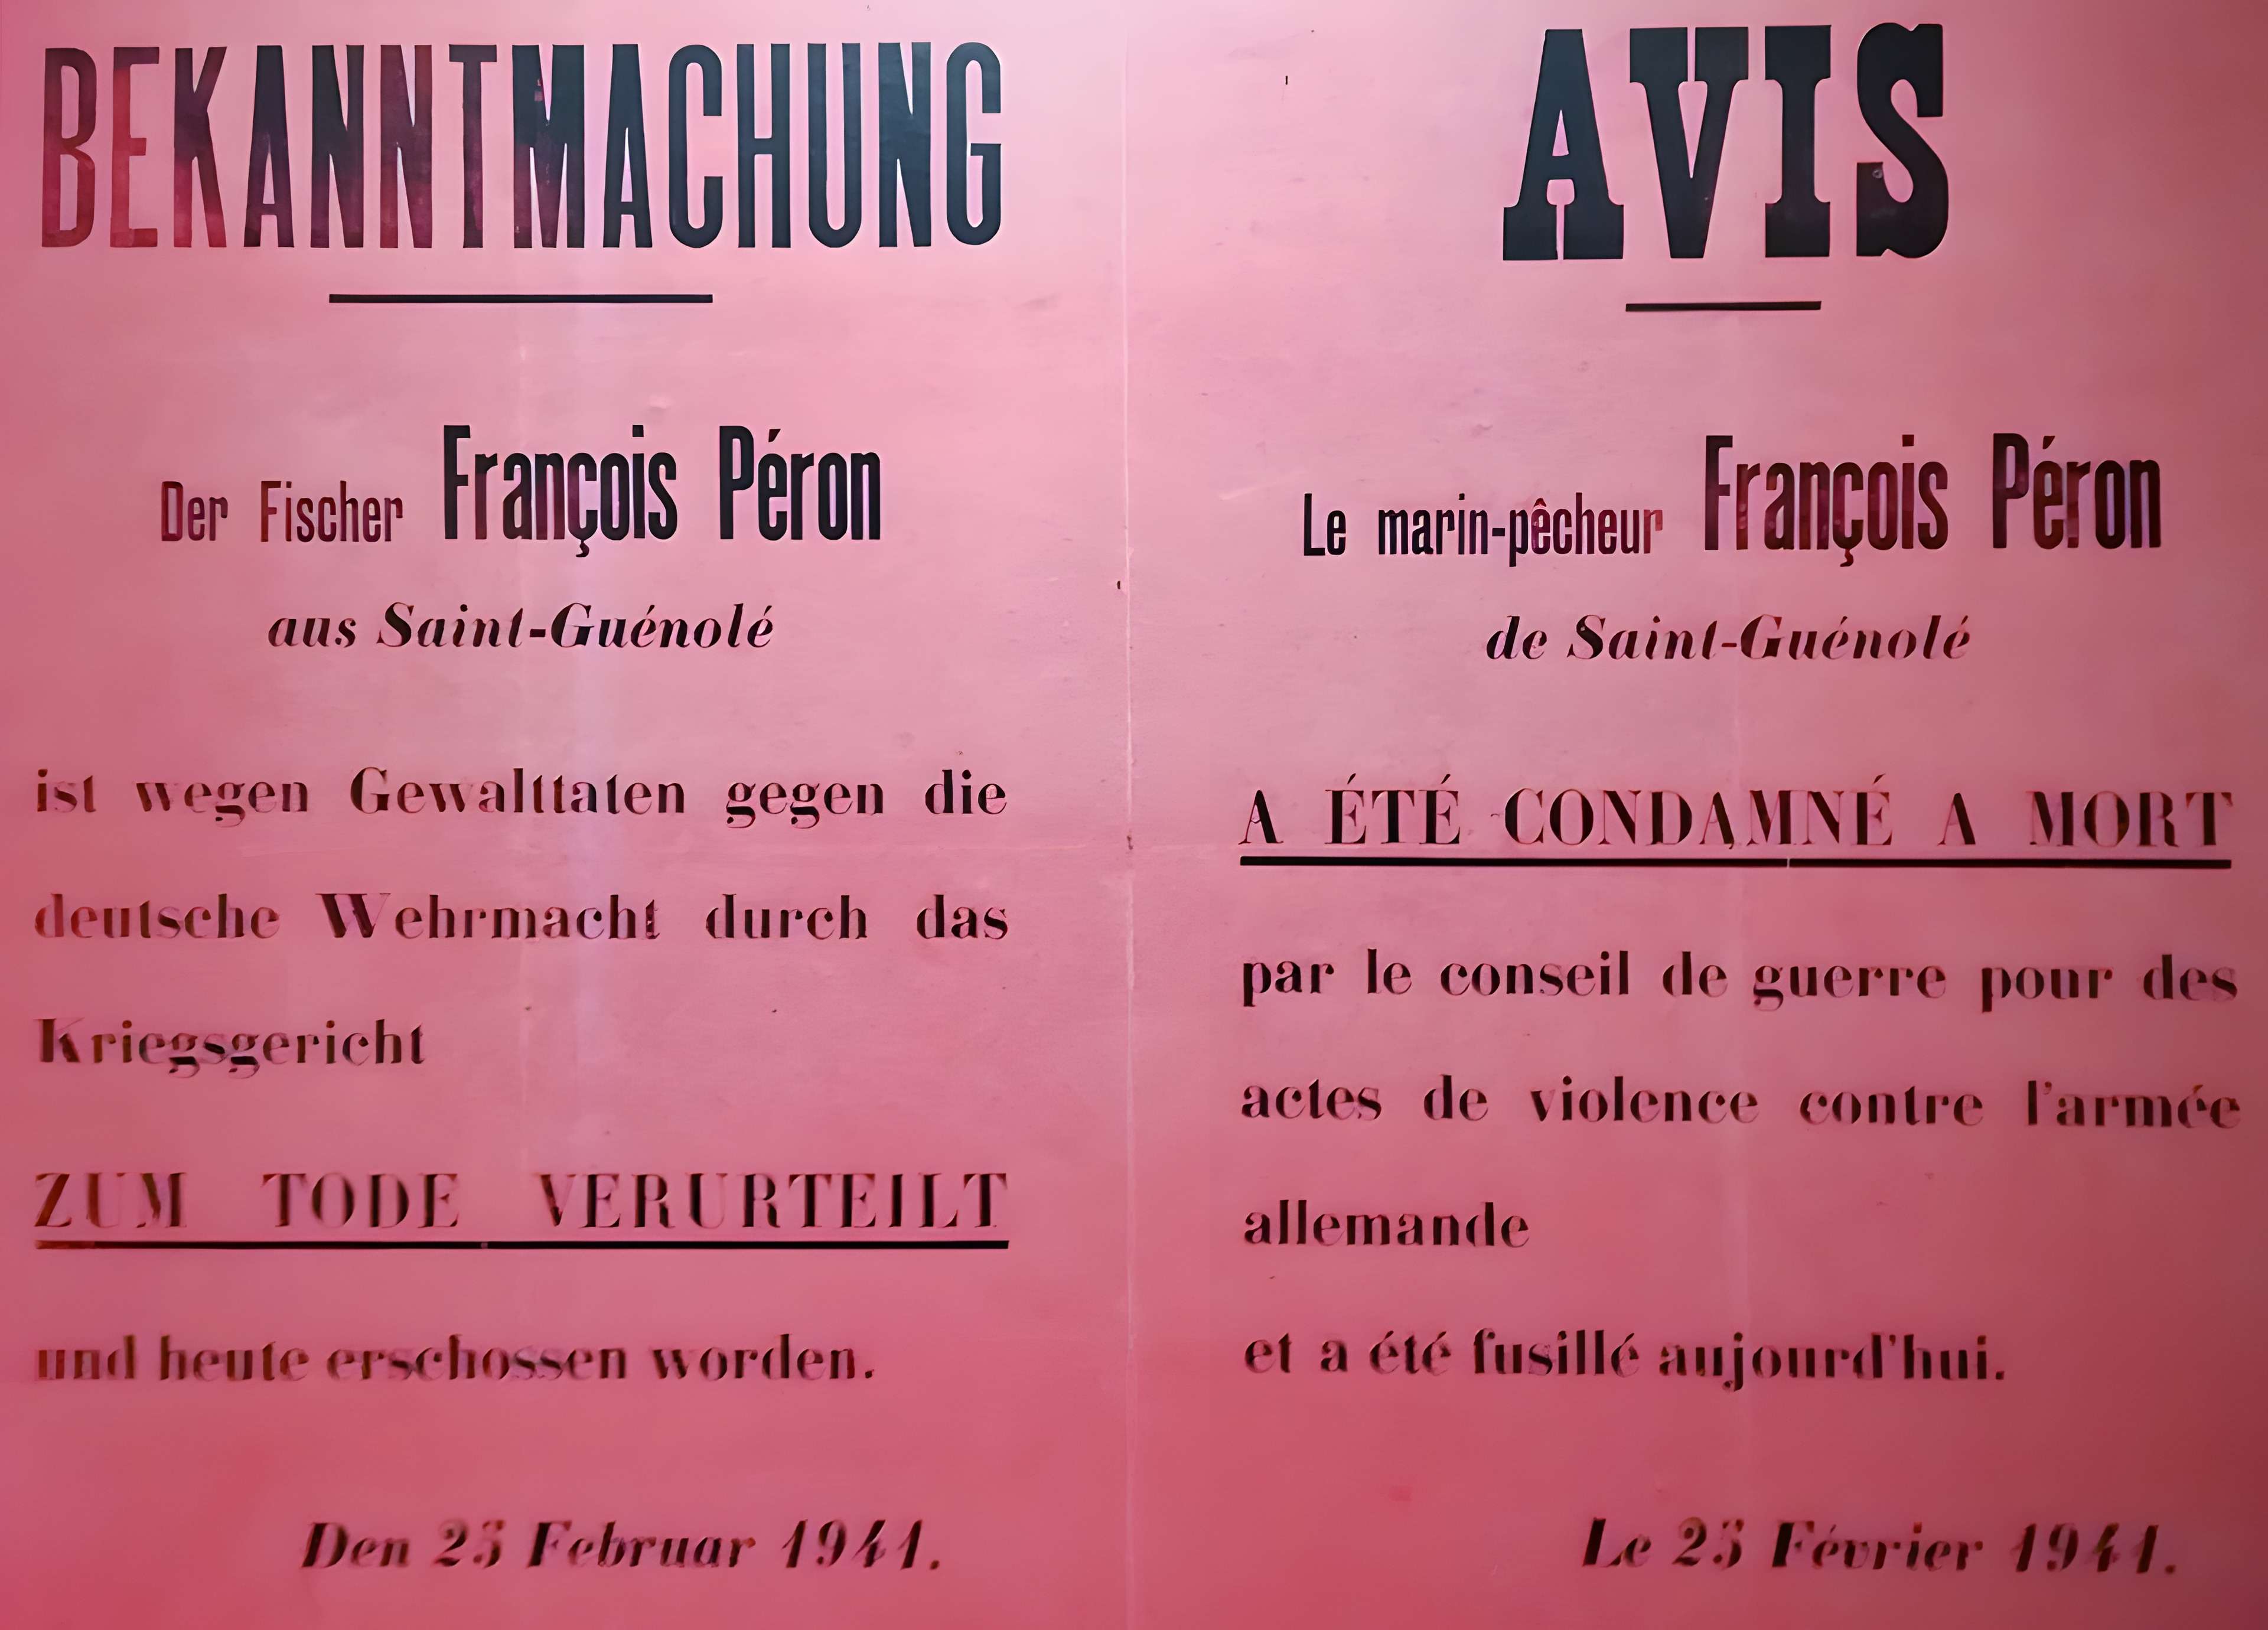 BEKANNTMACHUNG
Der Fischer François Péron
aus Saint-Guénolé
ist wegen Gewalttaten gegen die
deutsche Wehrmacht durch das
Kriegsgericht
ZUM TODE VERURTEILT
und heute erschossen worden.
Den 25 Februar 1941.
AVIS
Le marin-pêcheur François Péron
de Saint-Guénolé
A ÉTÉ CONDAMNÉ A MORT
par le conseil de guerre pour des
actes de violence contre l'armée
allemande
et a été fusillé aujourd'hui.
Le 25 Février 1941.